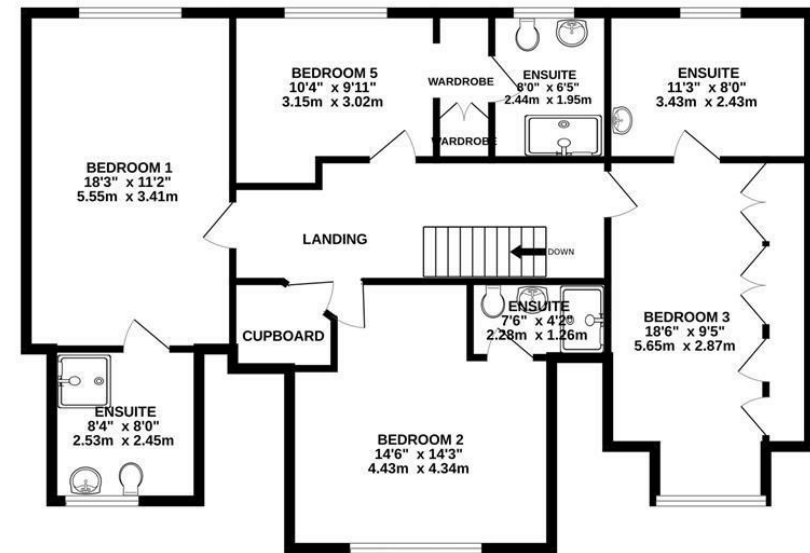 BEDROOM 5
10'4" x 9'11"
3.15m x 3.02m
WARDROBE
WARDROBE
ENSUITE
8'0" x 6'5"
2.44m x 1.95m
ENSUITE
11'3" x 8'0"
3.43m x 2.43m
BEDROOM 1
18'3" x 11'2"
5.55m x 3.41m
LANDING
DOWN
CUPBOARD
ENSUITE
7'6" x 4'2"
2.28m x 1.26m
BEDROOM 3
18'6" x 9'5"
5.65m x 2.87m
ENSUITE
8'4" x 8'0"
2.53m x 2.45m
BEDROOM 2
14'6" x 14'3"
4.43m x 4.34m